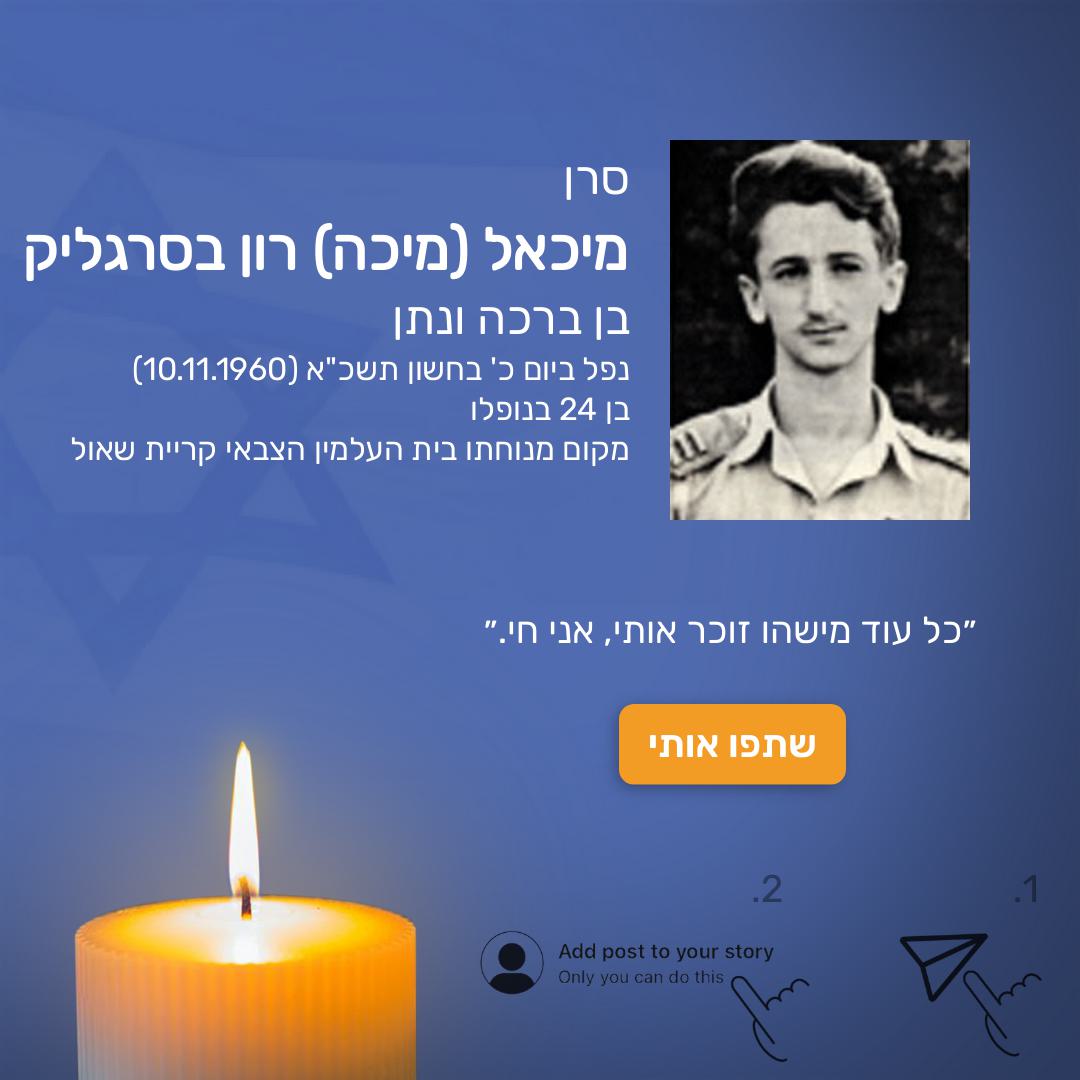 סרן
מיכאל (מיכה) רון בסרגליק
בן ברכה ונתן
נפל ביום כ' בחשוון תשכ"א (10.11.1960)
בן 24 בנופלו
מקום מנוחתו בית העלמין הצבאי קריית שאול
״כל עוד מישהו זוכר אותי, אני חי.״
שתפו אותי
1.
2.
Add post to your story
Only you can do this